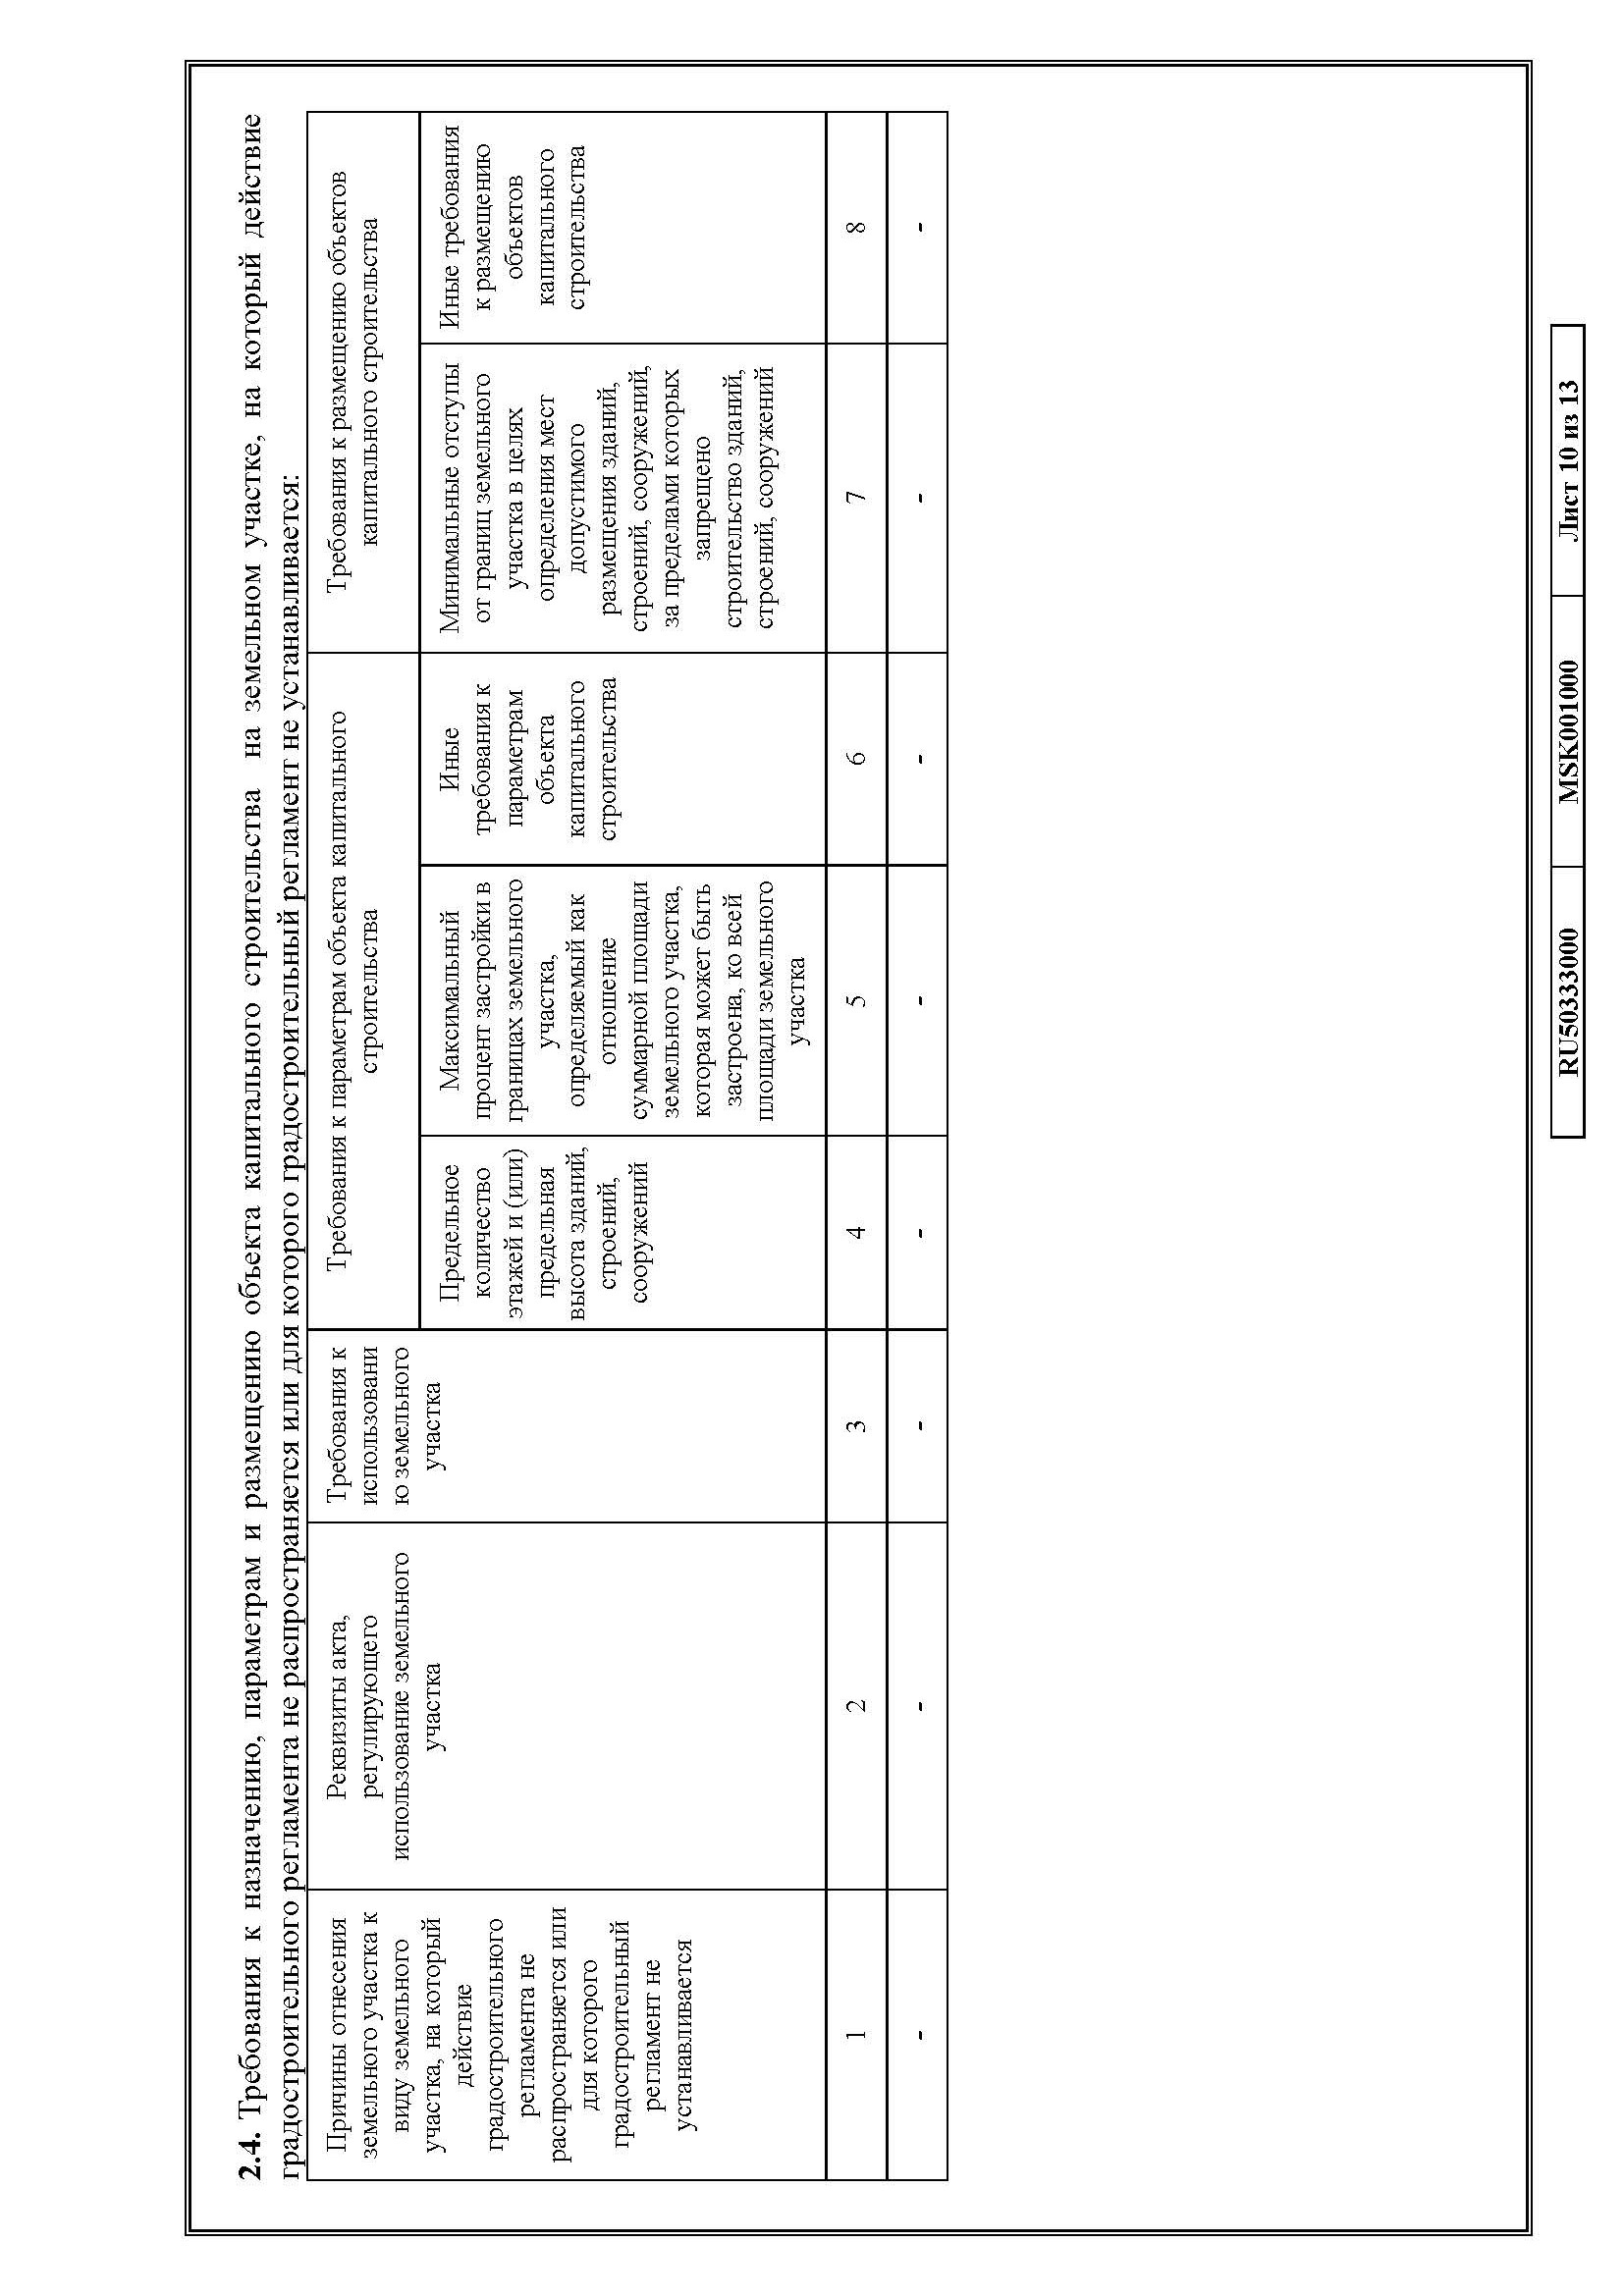 2.4. Требования к назначению, параметрам и размещению объекта капитального строительства на земельном участке, на который действие
градостроительного регламента не распространяется или для которого градостроительный регламент не устанавливается:
Причины отнесения
земельного участка к
виду земельного
участка, на который
действие
градостроительного
регламента не
распространяется или
для которого
градостроительный
регламент не
устанавливается
Реквизиты акта,
регулирующего
использование земельного
участка
Требования к
использовани
ю земельного
участка
Требования к параметрам объекта капитального
строительства
Требования к размещению объектов
капитального строительства
Предельное
количество
этажей и (или)
предельная
высота зданий,
строений,
сооружений
Максимальный
процент застройки в
границах земельного
участка,
определяемый как
отношение
суммарной площади
земельного участка,
которая может быть
застроена, ко всей
площади земельного
участка
Иные
требования к
параметрам
объекта
капитального
строительства
Минимальные отступы
от границ земельного
участка в целях
определения мест
допустимого
размещения зданий,
строений, сооружений,
за пределами которых
запрещено
строительство зданий,
строений, сооружений
Иные требования
к размещению
объектов
капитального
строительства
1 2 3 4 5 6 7 8
- - - - - - - -
RU50333000 MSK001000 Лист 10 из 13